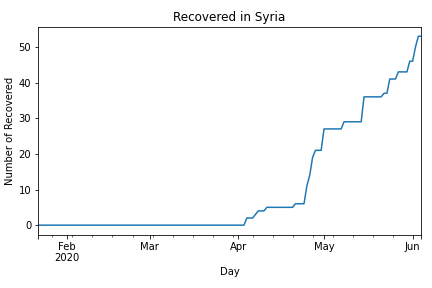 Recovered in Syria
50
40
30
20
10
0
Number of Recovered
Feb
2020
Mar
Apr
May
Jun
Day